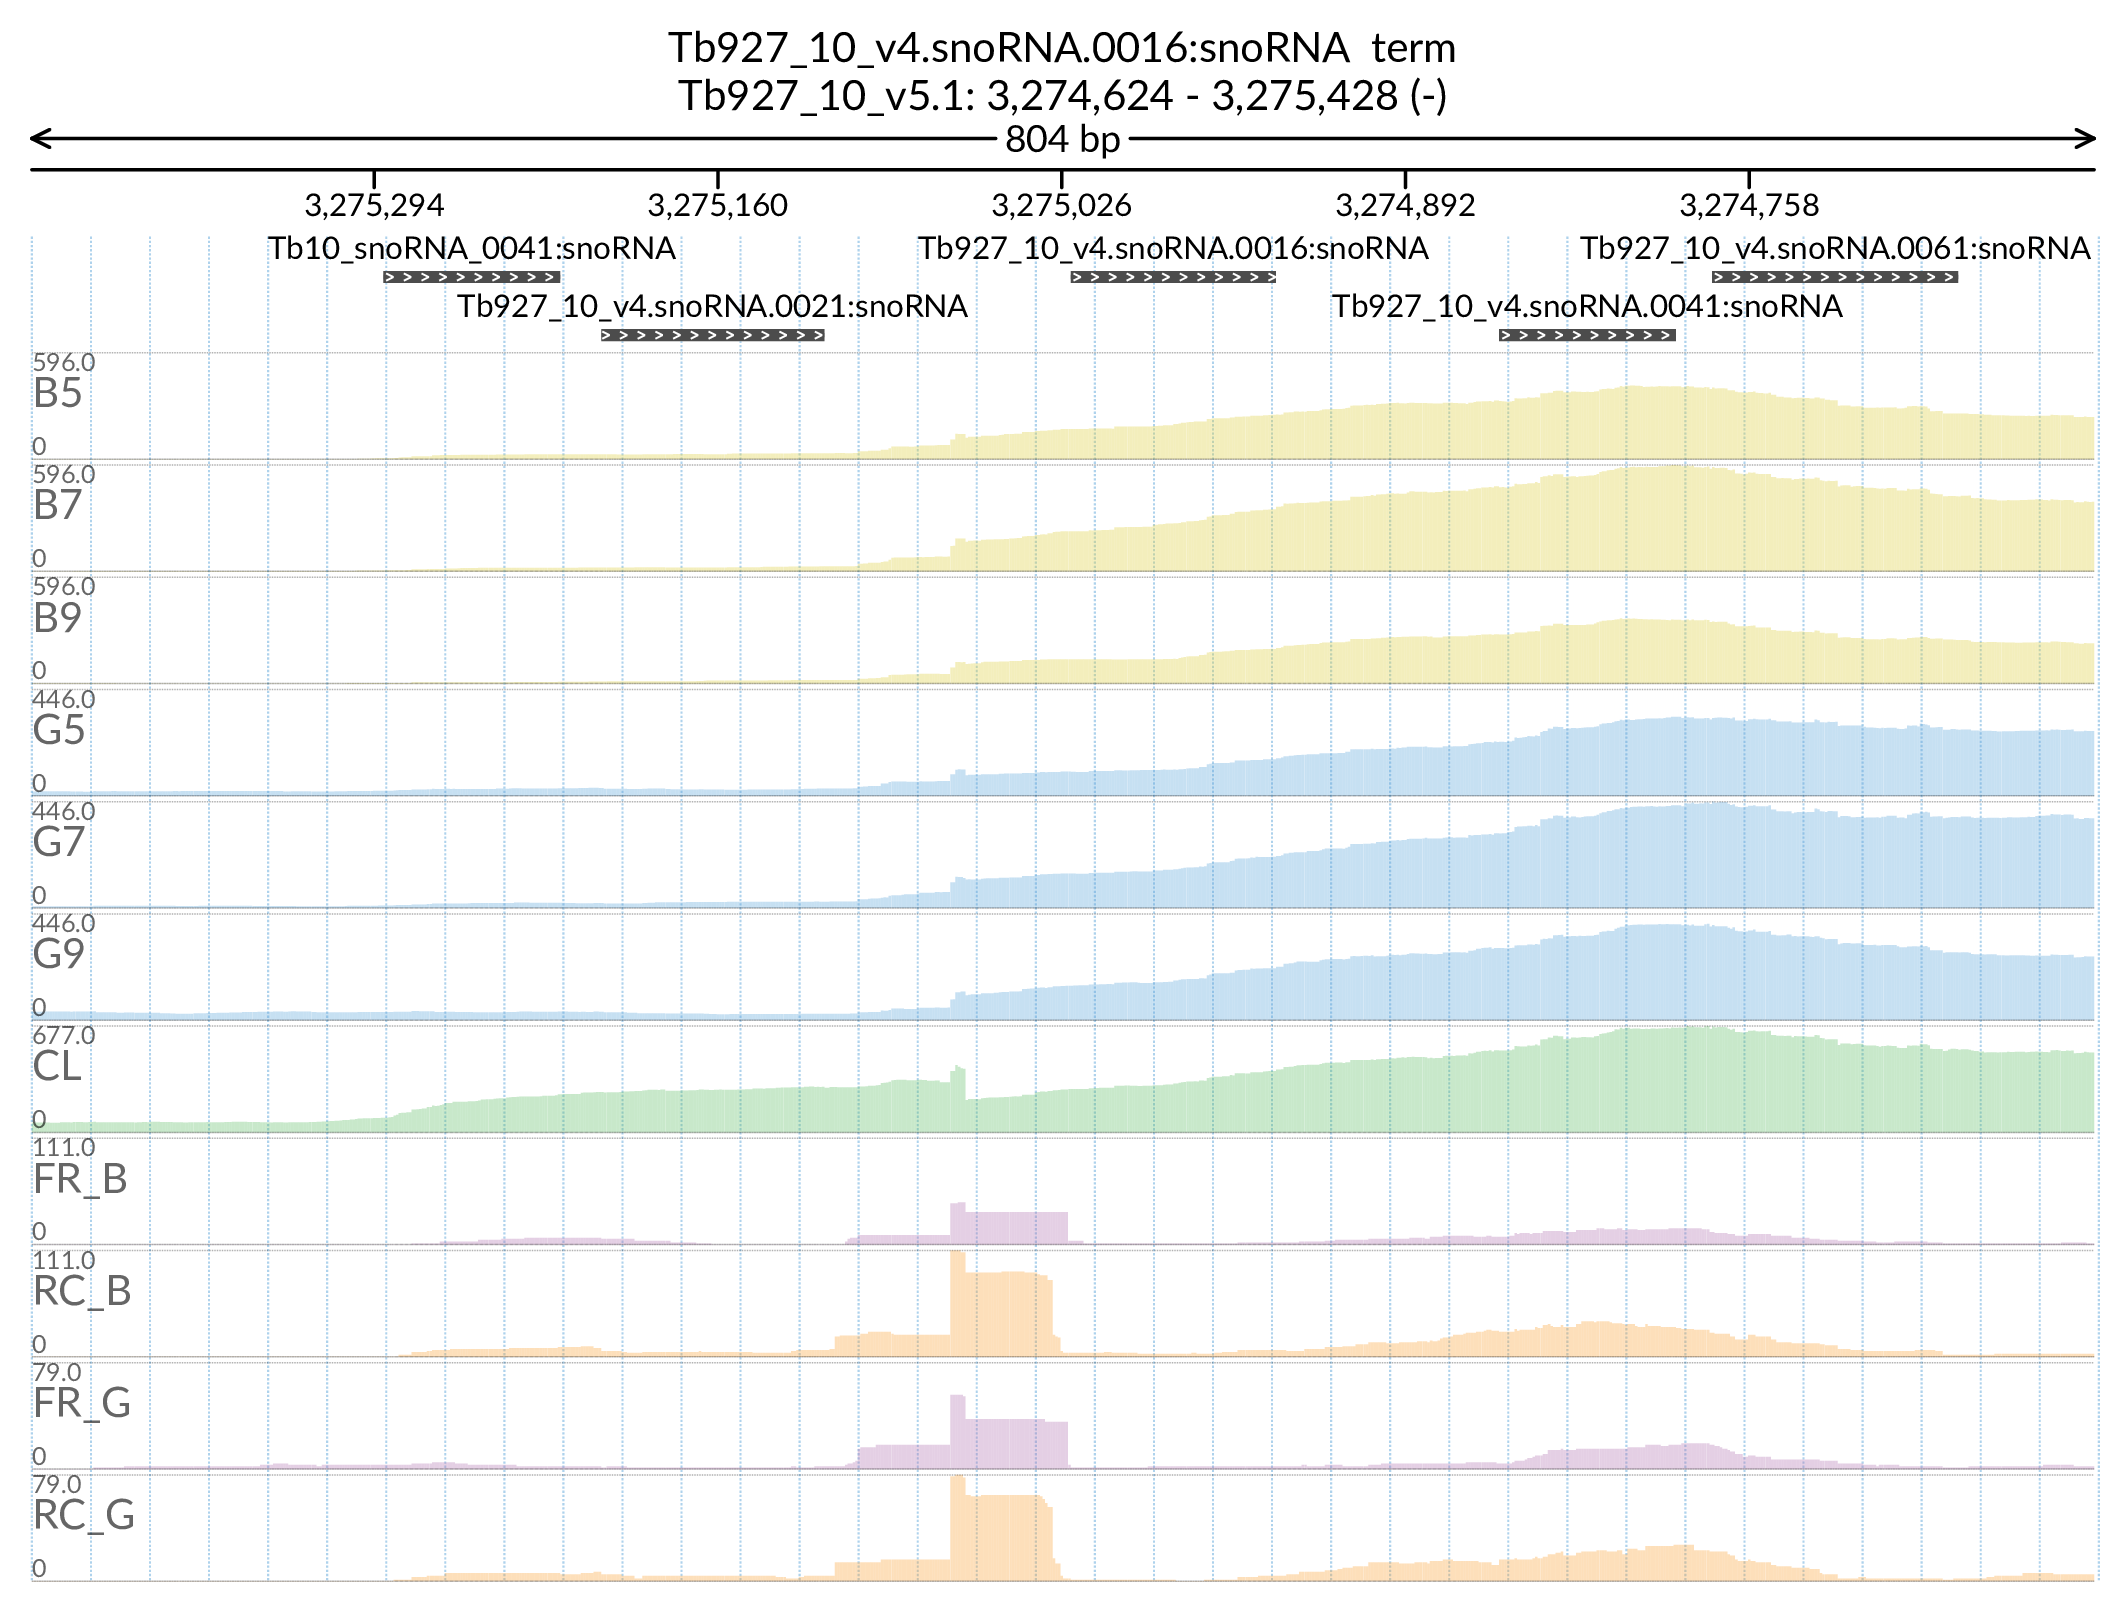 Tb927_10_v4.snoRNA.0016:snoRNA  term
Tb927_10_v5.1: 3,274,624 - 3,275,428 (-)
804 bp
3,275,294 3,275,160 3,275,026 3,274,892 3,274,758
Tb10_snoRNA_0041:snoRNA Tb927_10_v4.snoRNA.0016:snoRNA Tb927_10_v4.snoRNA.0061:snoRNA
Tb927_10_v4.snoRNA.0021:snoRNA Tb927_10_v4.snoRNA.0041:snoRNA
596.0
B5
0
596.0
B7
0
596.0
B9
0
446.0
G5
0
446.0
G7
0
446.0
G9
0
677.0
CL
0
111.0
FR_B
0
111.0
RC_B
0
79.0
FR_G
0
79.0
RC_G
0